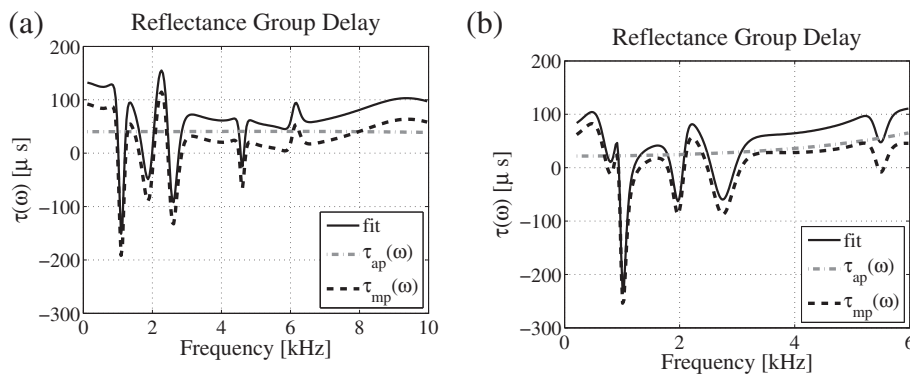 (a)
Reflectance Group Delay
200
100
0
−100
−200
−300
τ(ω) [μ s]
0 2 4 6 8 10
Frequency [kHz]
fit
τap(ω)
τmp(ω)
(b)
Reflectance Group Delay
200
100
0
−100
−200
−300
τ(ω) [μ s]
0 2 4 6
Frequency [kHz]
fit
τap(ω)
τmp(ω)